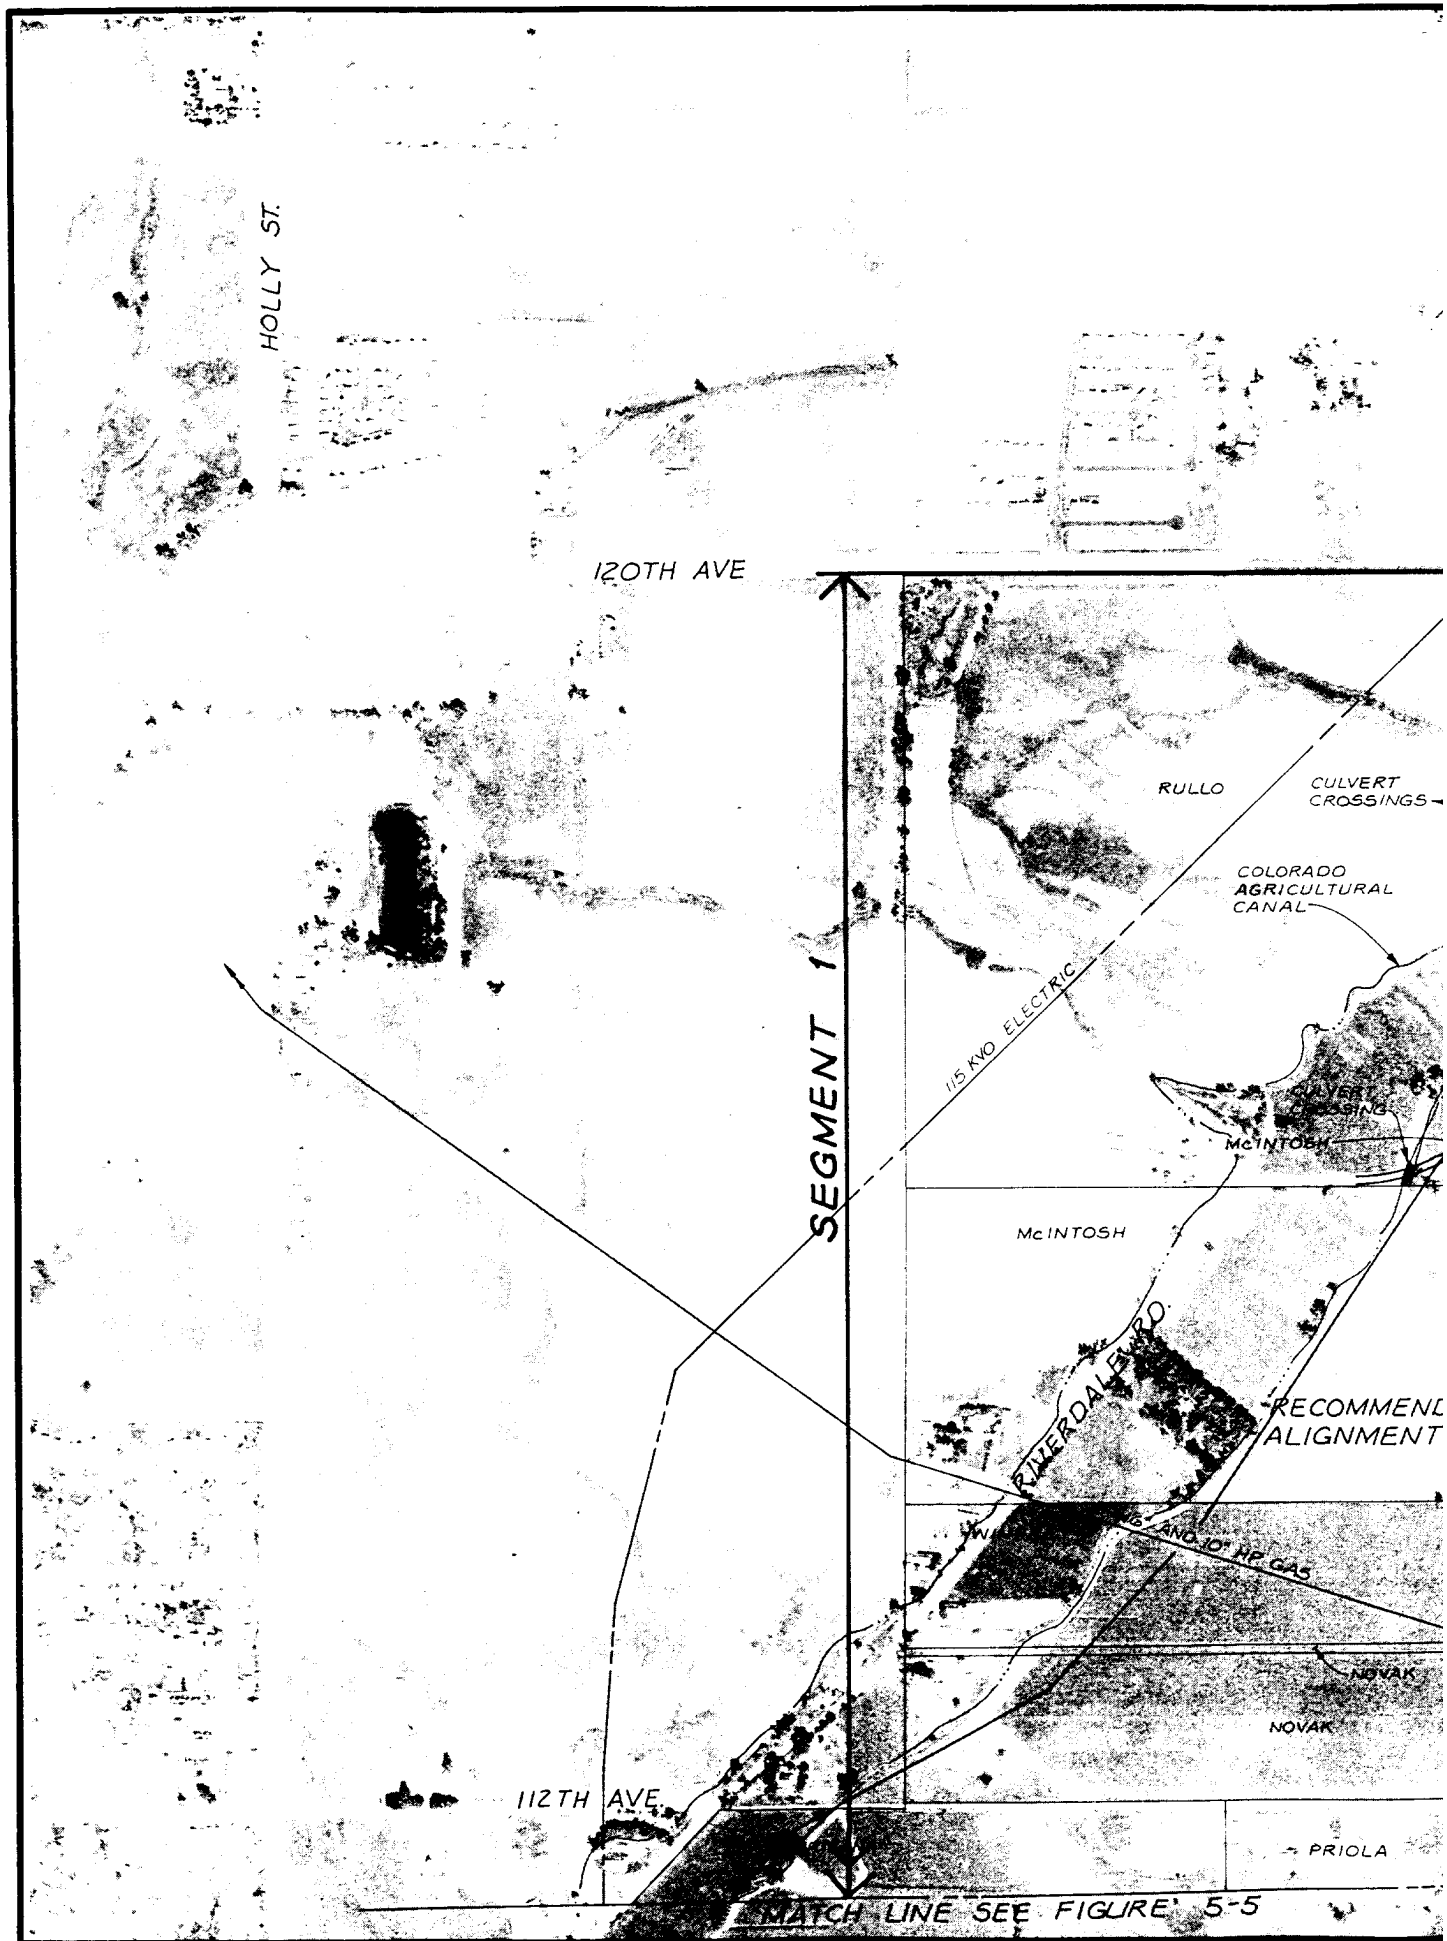 HOLLY ST.
120TH AVE
RULLO
CULVERT
CROSSINGS
COLORADO
AGRICULTURAL
CANAL
SEGMENT 1
115 KVO ELECTRIC
CULVERT
CROSSING
McINTOSH
McINTOSH
RIVERDALE RD.
RECOMMEND
ALIGNMENT
AND 10" HP GAS
NOVAK
NOVAK
112TH AVE.
PRIOLA
MATCH LINE SEE FIGURE 5-5